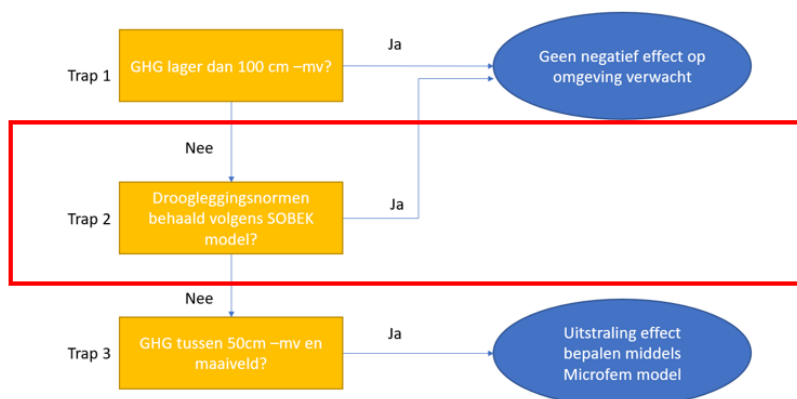 Ja
Trap 1
GHG lager dan 100 cm –mv?
Geen negatief effect op
omgeving verwacht
Nee
Trap 2
Droogleggingsnormen
behaald volgens SOBEK
model?
Ja
Nee
Trap 3
GHG tussen 50cm –mv en
maaiveld?
Ja
Uitstraling effect
bepalen middels
Microfem model